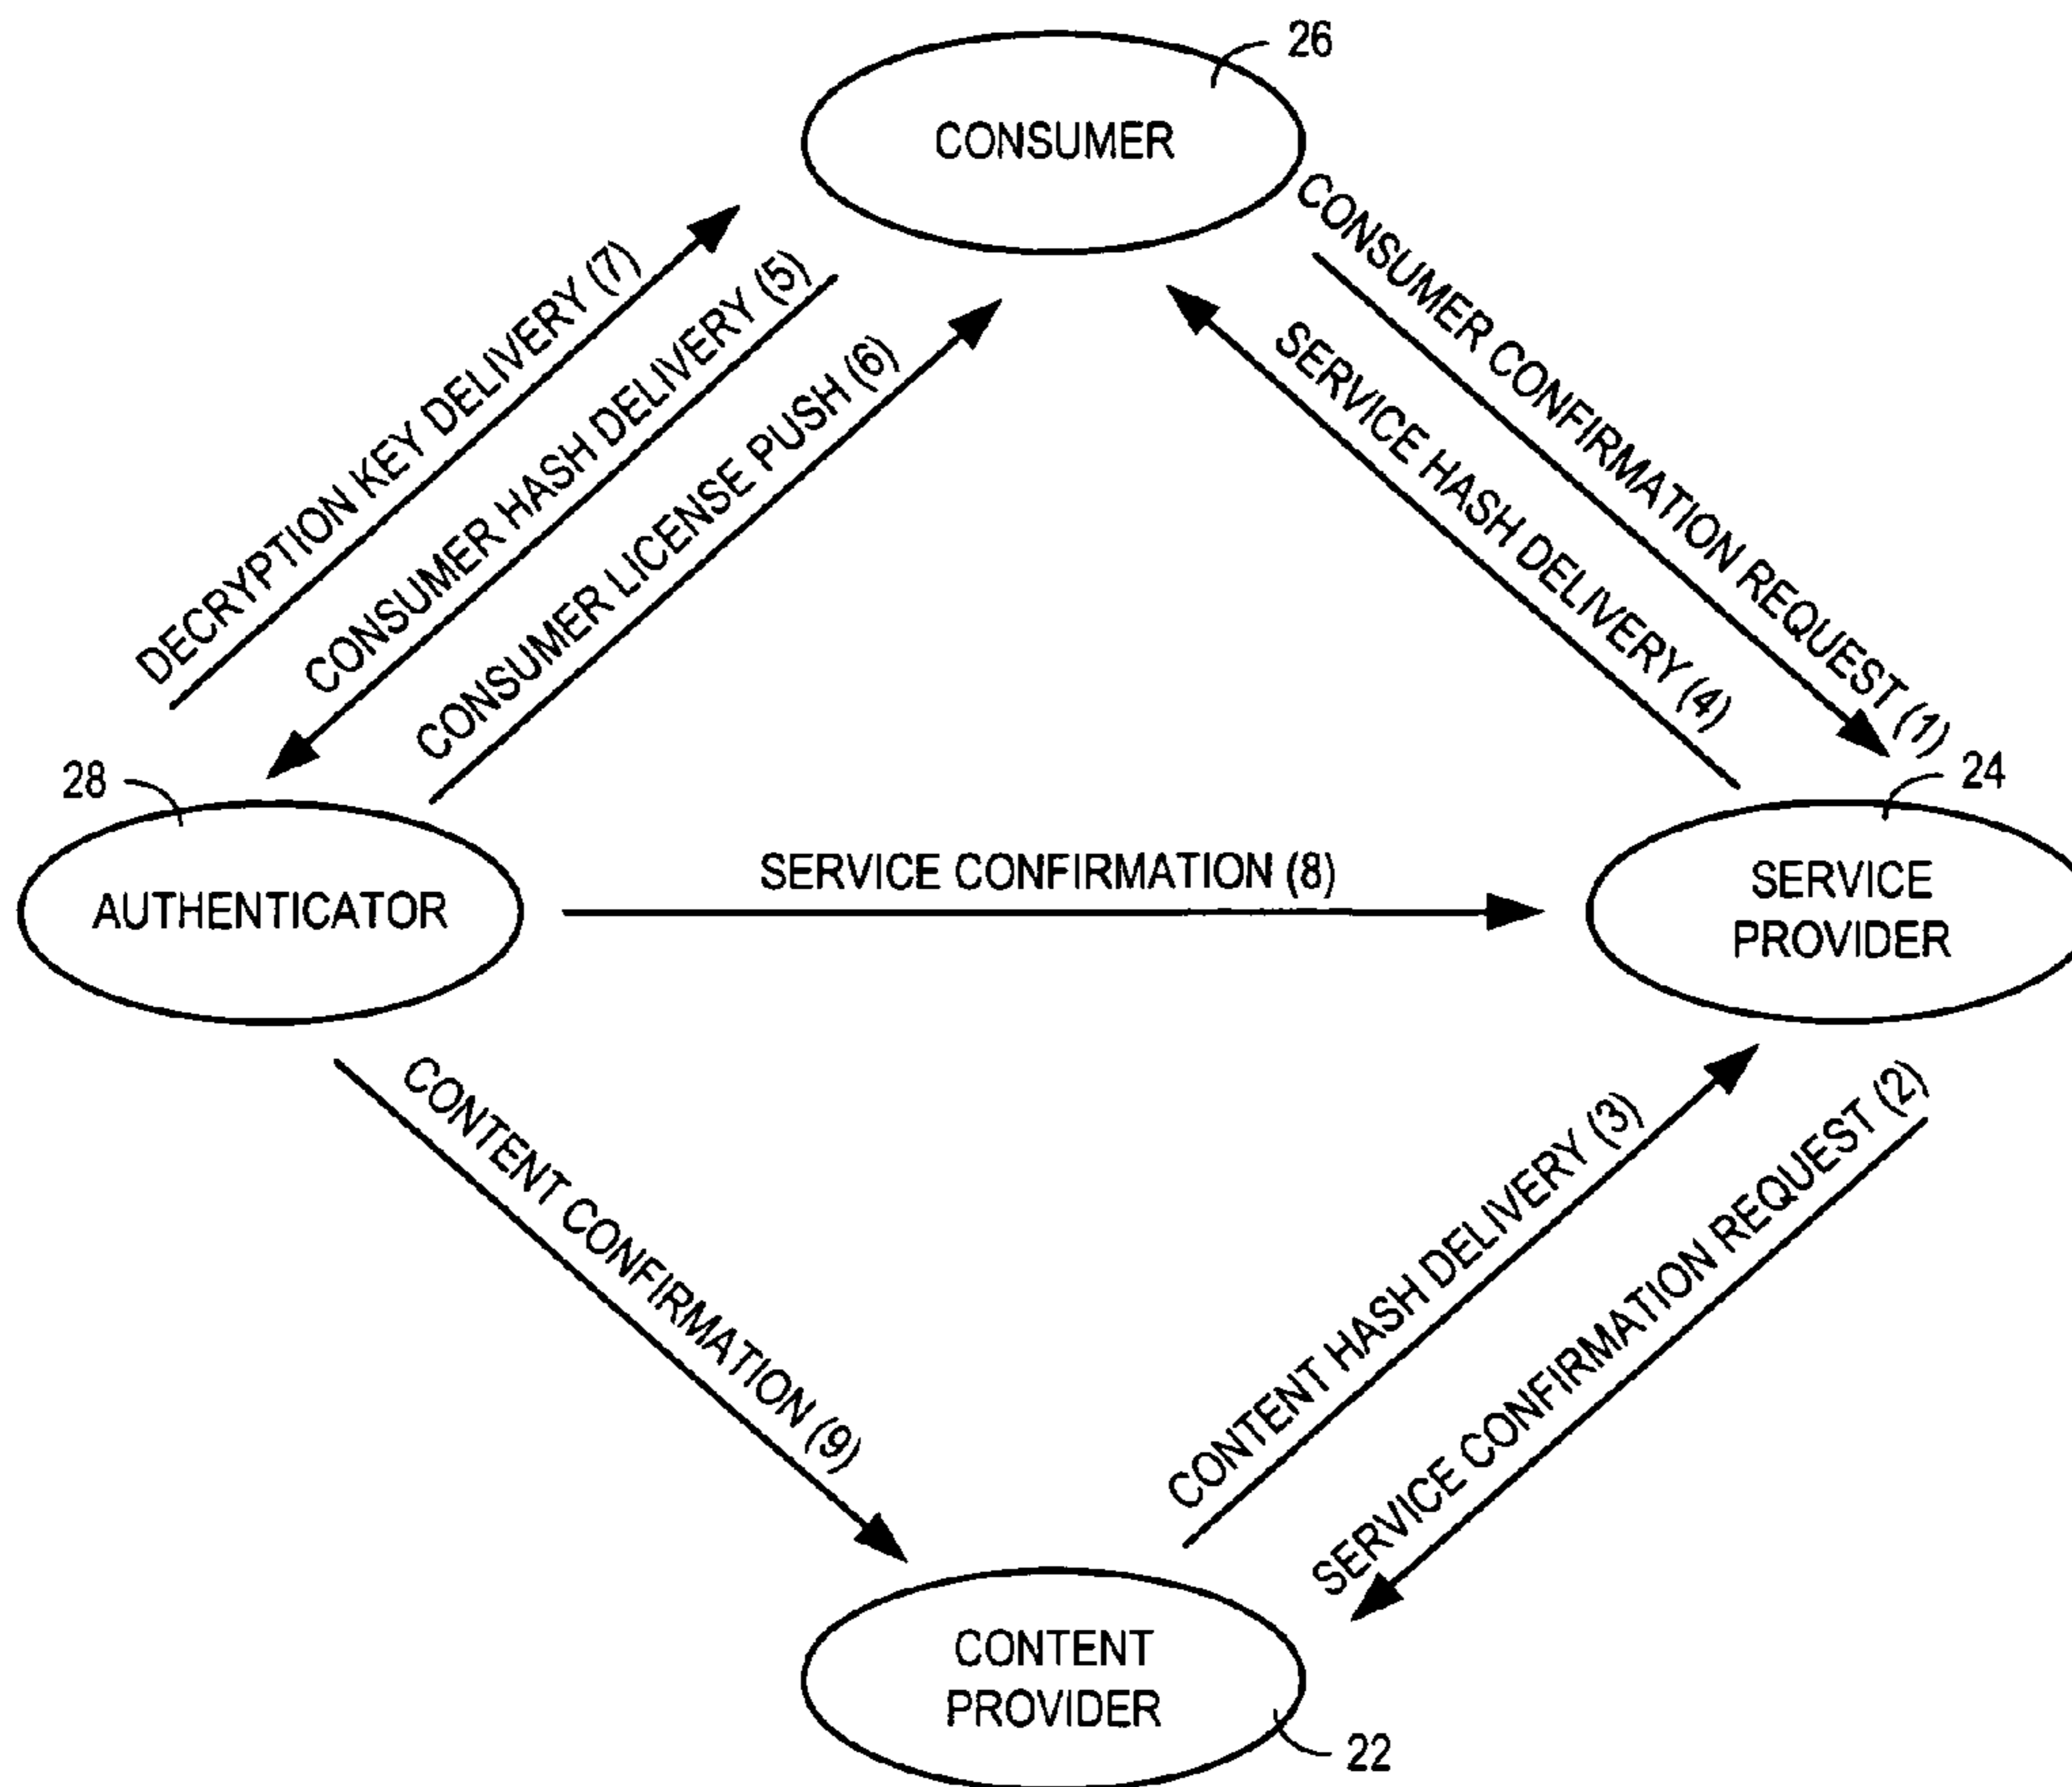 26
CONSUMER
CONSUMER CONFIRMATION REQUEST (1)
SERVICE HASH DELIVERY (4)
DECRYPTION KEY DELIVERY (7)
CONSUMER HASH DELIVERY (5)
CONSUMER LICENSE PUSH (6)
28
24
AUTHENTICATOR
SERVICE CONFIRMATION (8)
SERVICE
PROVIDER
CONTENT CONFIRMATION (9)
CONTENT HASH DELIVERY (3)
SERVICE CONFIRMATION REQUEST (2)
CONTENT
PROVIDER
22